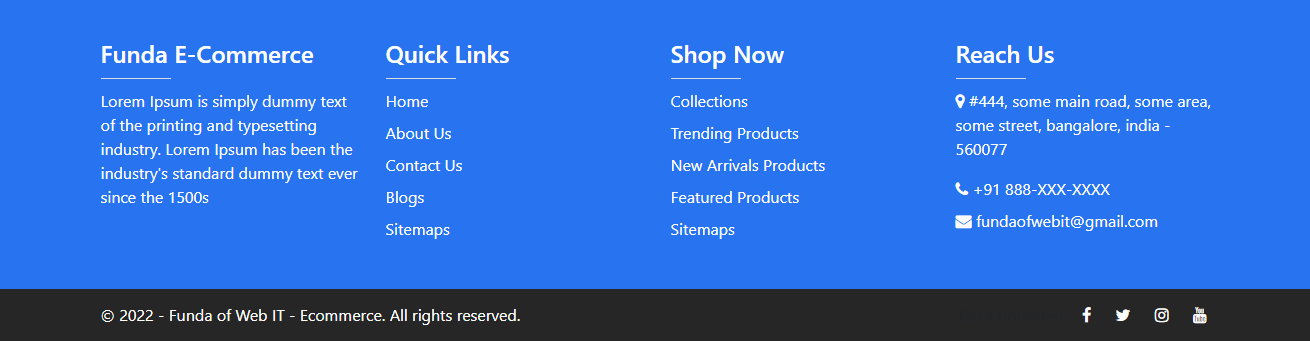 Funda E-Commerce
Lorem Ipsum is simply dummy text
of the printing and typesetting
industry. Lorem Ipsum has been the
industry's standard dummy text ever
since the 1500s
Quick Links
Home
About Us
Contact Us
Blogs
Sitemaps
Shop Now
Collections
Trending Products
New Arrivals Products
Featured Products
Sitemaps
Reach Us
#444, some main road, some area,
some street, bangalore, india -
560077
+91 888-XXX-XXXX
fundaofwebit@gmail.com
© 2022 - Funda of Web IT - Ecommerce. All rights reserved.
You
Tube